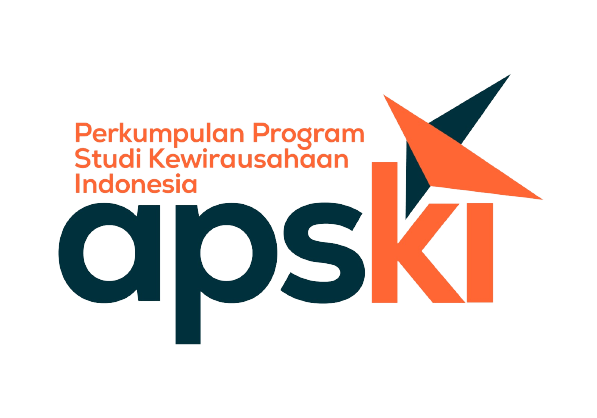 Perkumpulan Program
Studi Kewirausahaan
Indonesia
apski